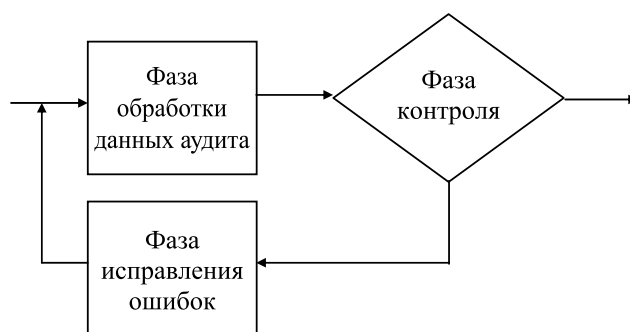 Фаза
обработки
данных аудита
Фаза
контроля
Фаза
исправления
ошибок